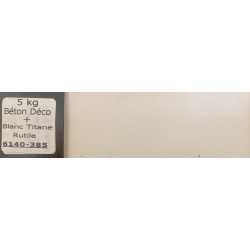 5 kg
Béton Déco
+
Blanc Titane
Rutile
6140-385